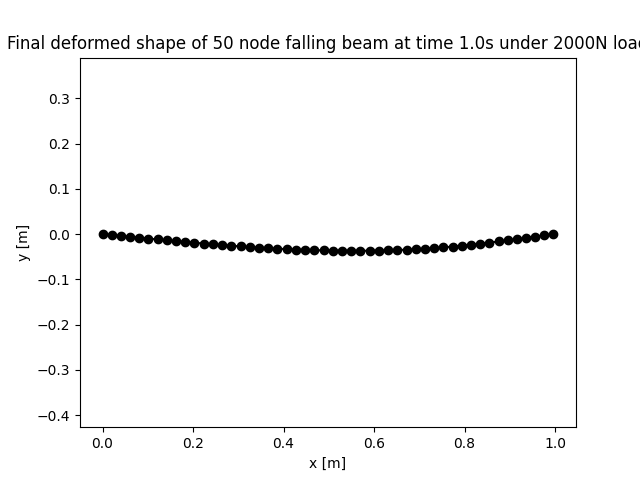 Final deformed shape of 50 node falling beam at time 1.0s under 2000N loa
0.3
0.2
0.1
0.0
−0.1
−0.2
−0.3
−0.4
y [m]
0.0 0.2 0.4 0.6 0.8 1.0
x [m]